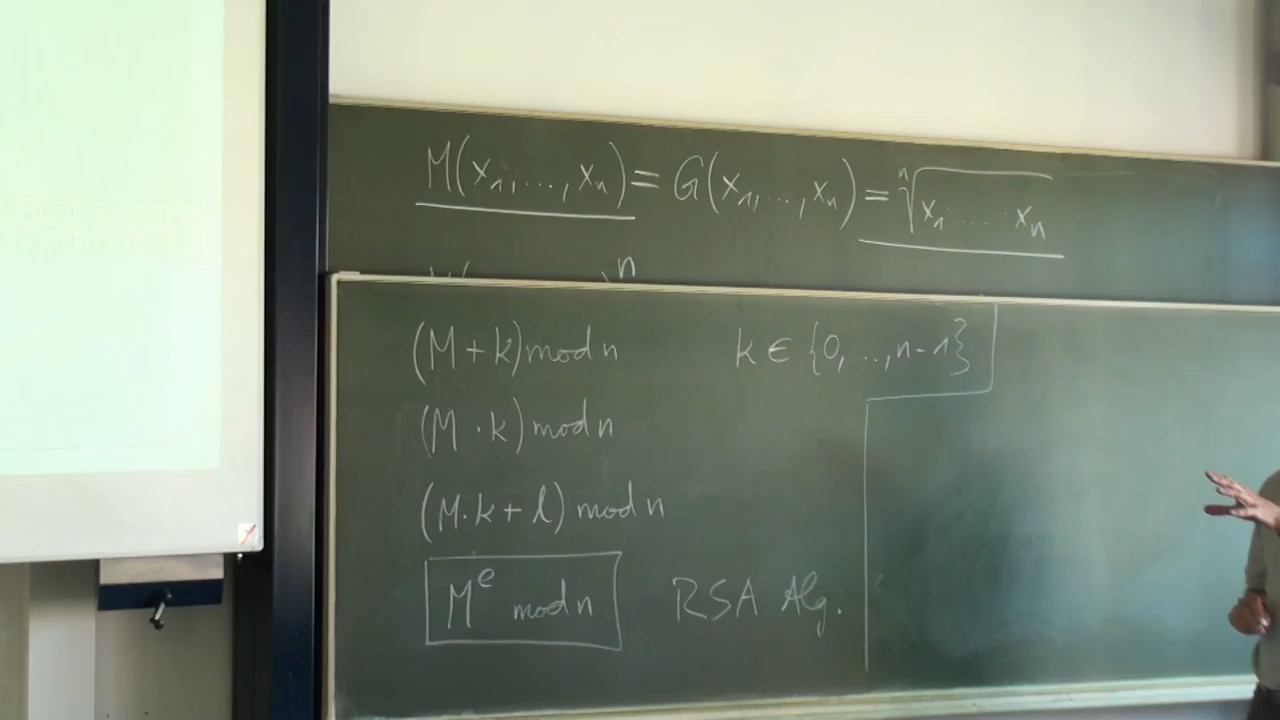 M(x₁,...,xₙ) = G(x₁,...,xₙ) = ⁿ√(x₁ · ... · xₙ)
n
(M + k) mod n k ∈ {0, ..., n-1}
(M · k) mod n
(M · k + l) mod n
Mᵉ mod n RSA Alg.